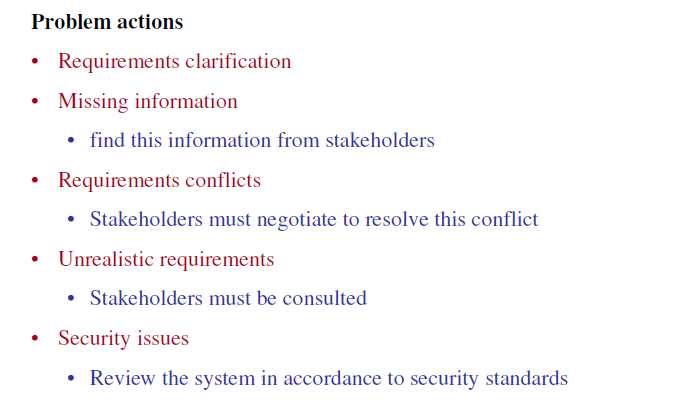 Problem actions
• Requirements clarification
• Missing information
• find this information from stakeholders
• Requirements conflicts
• Stakeholders must negotiate to resolve this conflict
• Unrealistic requirements
• Stakeholders must be consulted
• Security issues
• Review the system in accordance to security standards